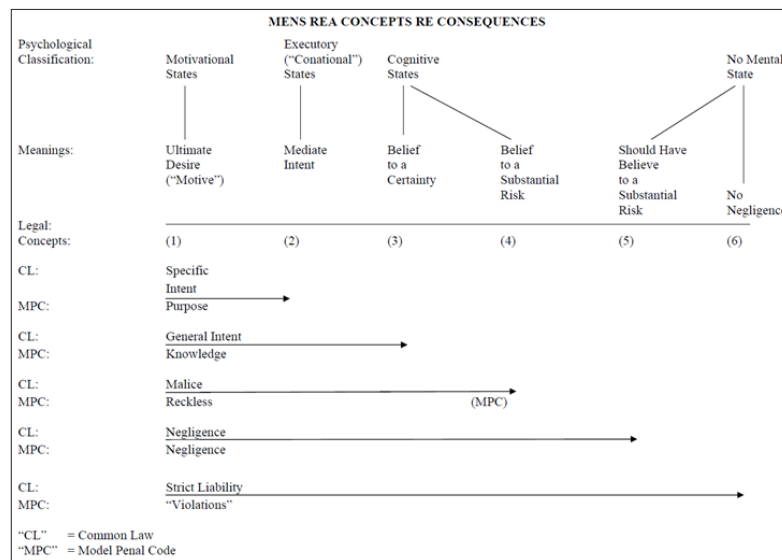 MENS REA CONCEPTS RE CONSEQUENCES
Psychological Classification:
Motivational States
Executory ("Conational") States
Cognitive States
No Mental State
Meanings:
Ultimate Desire ("Motive")
Mediate Intent
Belief to a Certainty
Belief to a Substantial Risk
Should Have Believe to a Substantial Risk
No Negligence
Legal Concepts:
(1) (2) (3) (4) (5) (6)
CL: Specific Intent
MPC: Purpose
CL: General Intent
MPC: Knowledge
CL: Malice
MPC: Reckless (MPC)
CL: Negligence
MPC: Negligence
CL: Strict Liability
MPC: "Violations"
"CL" = Common Law
"MPC" = Model Penal Code